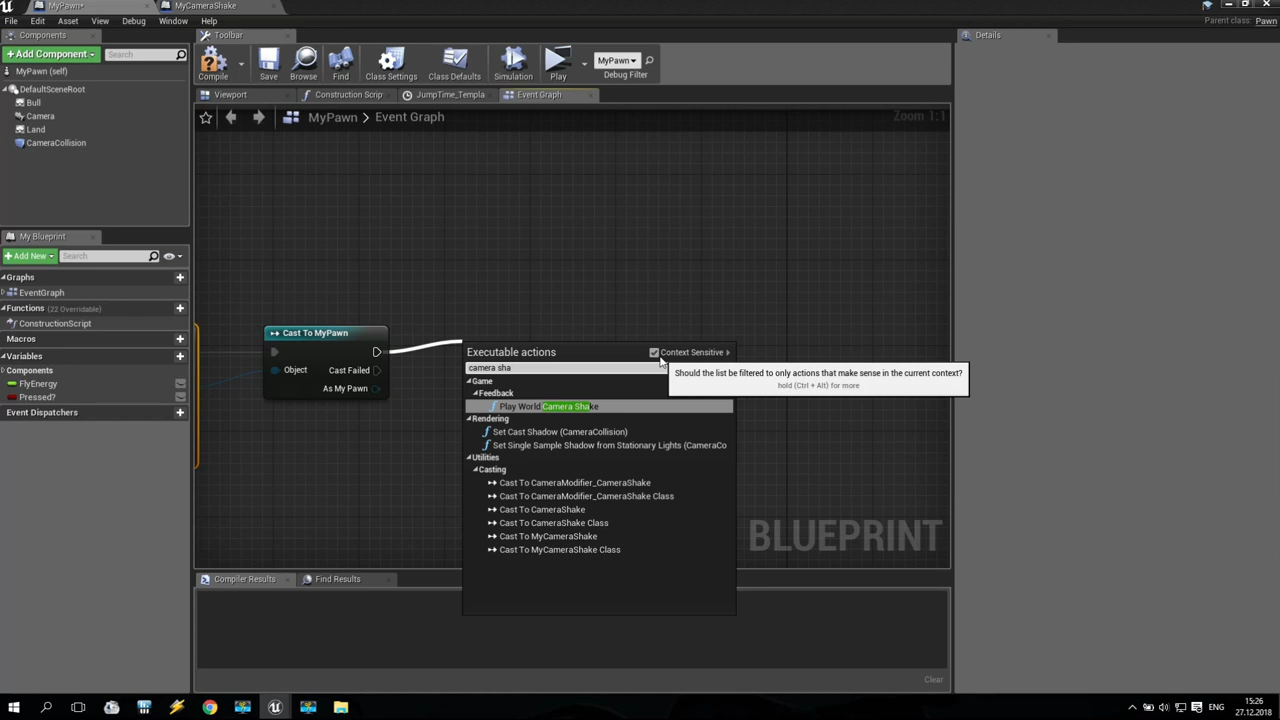 MyPawn*
MyCameraShake
File
Edit
Asset
View
Debug
Window
Help
Parent class: Pawn
Components
Toolbar
Details
+Add Component
Search
Compile
Save
Browse
Find
Class Settings
Class Defaults
Simulation
Play
MyPawn
Debug Filter
MyPawn (self)
DefaultSceneRoot
Bull
Camera
Land
CameraCollision
Viewport
Construction Scrip
JumpTime_Templa
Event Graph
MyPawn > Event Graph
Zoom 1:1
My Blueprint
+Add New
Search
Graphs
EventGraph
Functions (22 Overridable)
ConstructionScript
Macros
Variables
Components
FlyEnergy
Pressed?
Event Dispatchers
Cast To MyPawn
Object
Cast Failed
As My Pawn
Executable actions
Context Sensitive
camera sha
Should the list be filtered to only actions that make sense in the current context?
hold (Ctrl + Alt) for more
Game
Feedback
Play World Camera Shake
Rendering
Set Cast Shadow (CameraCollision)
Set Single Sample Shadow from Stationary Lights (CameraCo
Utilities
Casting
Cast To CameraModifier_CameraShake
Cast To CameraModifier_CameraShake Class
Cast To CameraShake
Cast To CameraShake Class
Cast To MyCameraShake
Cast To MyCameraShake Class
BLUEPRINT
Compiler Results
Find Results
Clear
ENG
15:26
27.12.2018